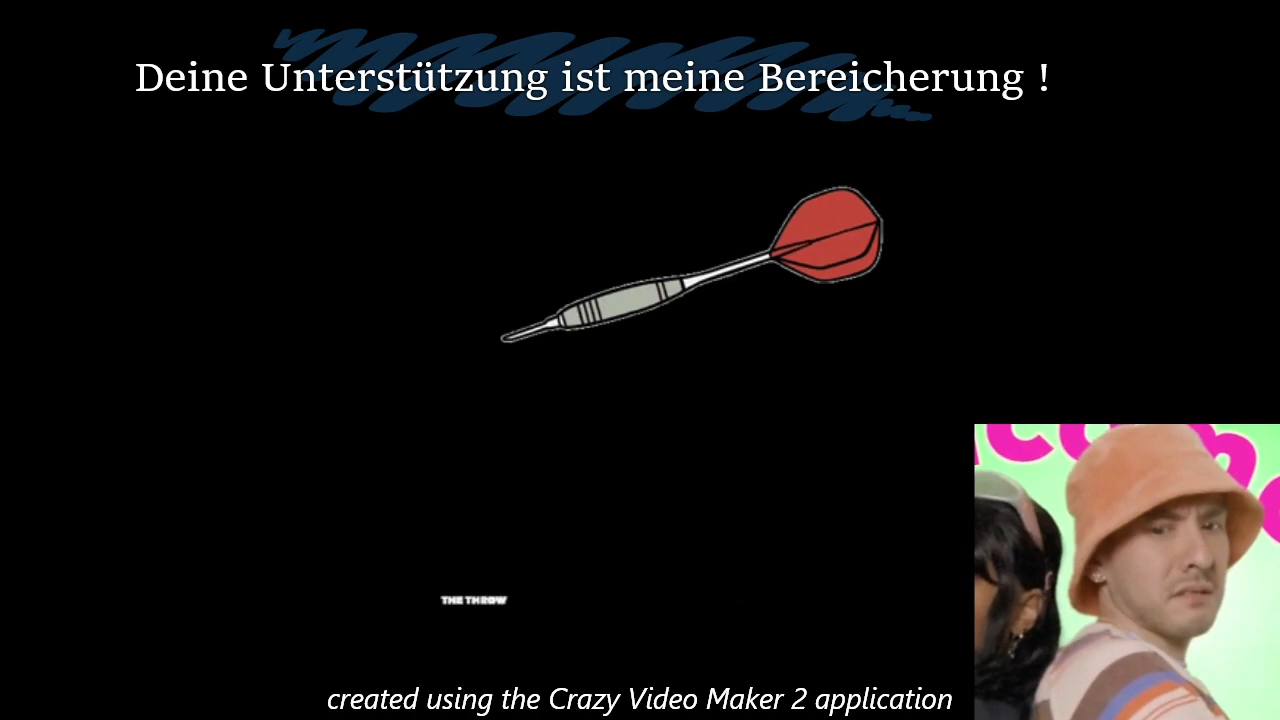 Deine Unterstützung ist meine Bereicherung !
THE THROW
created using the Crazy Video Maker 2 application